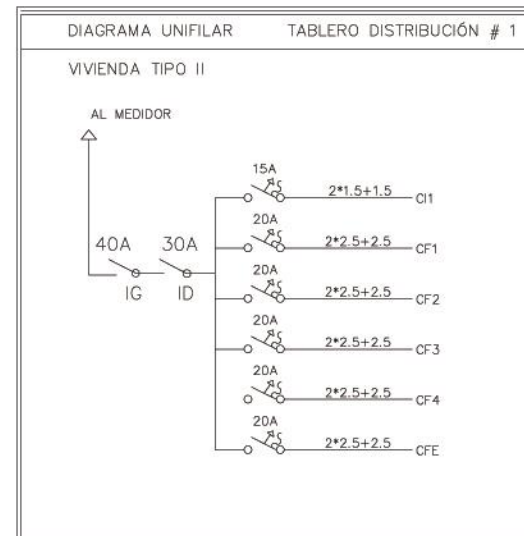 DIAGRAMA UNIFILAR TABLERO DISTRIBUCIÓN # 1
VIVIENDA TIPO II
AL MEDIDOR
15A
2*1.5+1.5 CI1
20A
40A 30A
2*2.5+2.5 CF1
20A
IG ID
2*2.5+2.5 CF2
20A
2*2.5+2.5 CF3
20A
2*2.5+2.5 CF4
20A
2*2.5+2.5 CFE